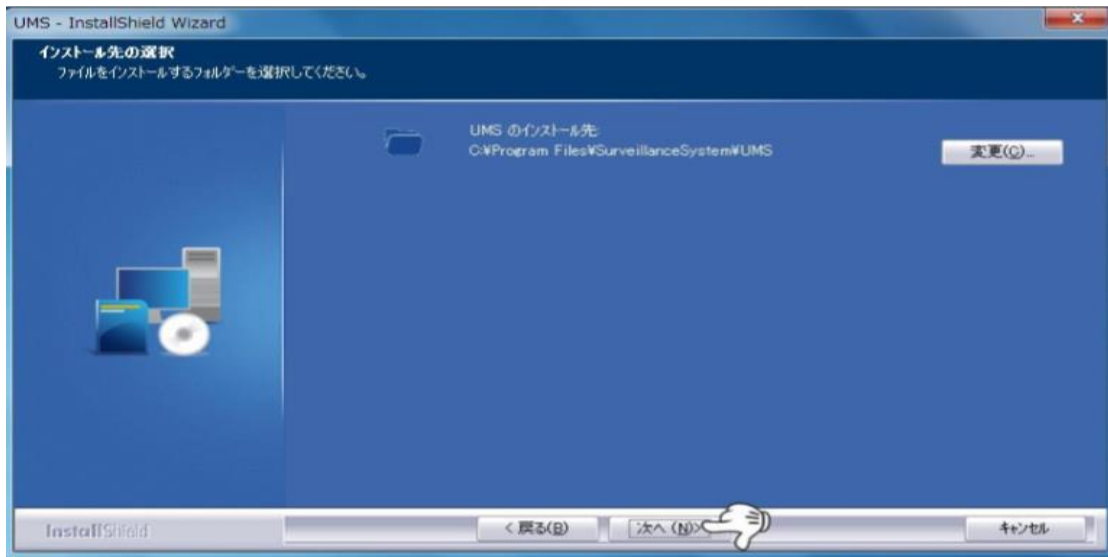 UMS - InstallShield Wizard
インストール先の選択
ファイルをインストールするフォルダーを選択してください。
UMS のインストール先:
C:¥Program Files¥SurveillanceSystem¥UMS
変更(C)...
InstallShield
< 戻る(B)
次へ (N)>
キャンセル